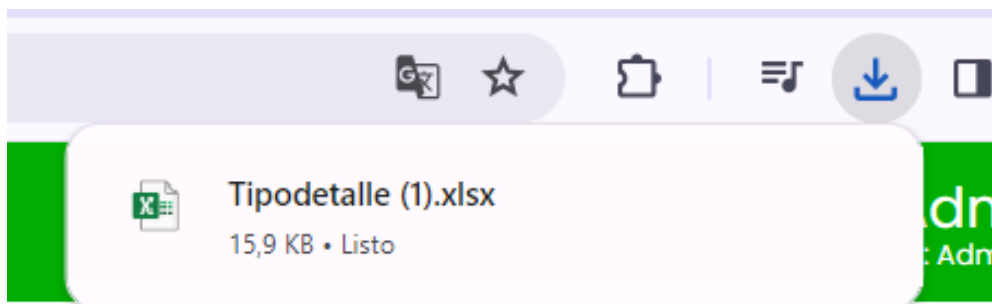 Tipodetalle (1).xlsx
15,9 KB • Listo